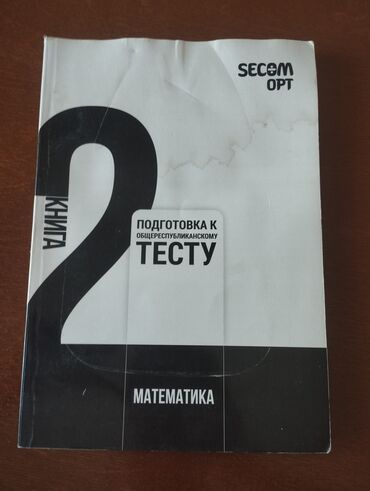 SECOM
ОРТ
КНИГА
2
ПОДГОТОВКА К
ОБЩЕРЕСПУБЛИКАНСКОМУ
ТЕСТУ
МАТЕМАТИКА